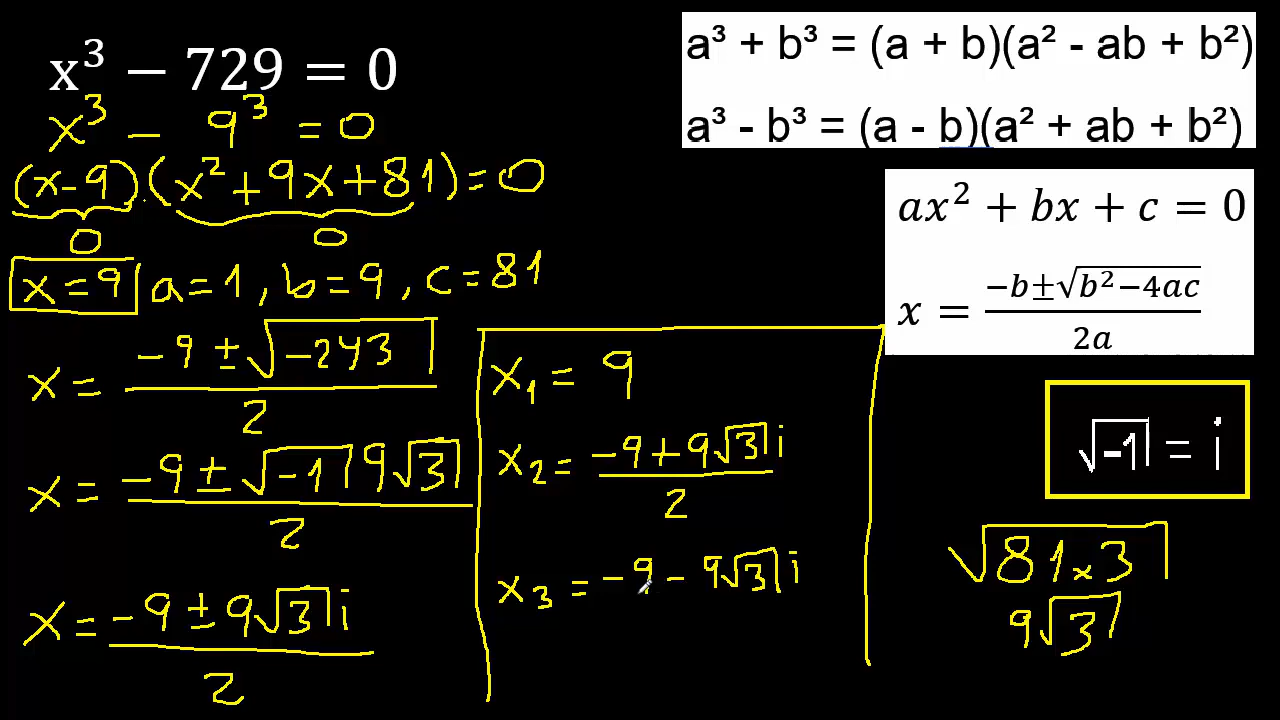 x³ − 729 = 0
x³ − 9³ = 0
(x-9).(x²+9x+81)=0
0 0
x=9 a=1, b=9, c=81
x = (-9 ± √-243) / 2
x = (-9 ± √-1 9√3) / 2
x = (-9 ± 9√3 i) / 2
x₁ = 9
x₂ = (-9 + 9√3 i) / 2
x₃ = -9 - 9√3 i
a³ + b³ = (a + b)(a² - ab + b²)
a³ - b³ = (a - b)(a² + ab + b²)
ax² + bx + c = 0
x = (−b±√b²−4ac) / 2a
√-1 = i
√81x3
9√3